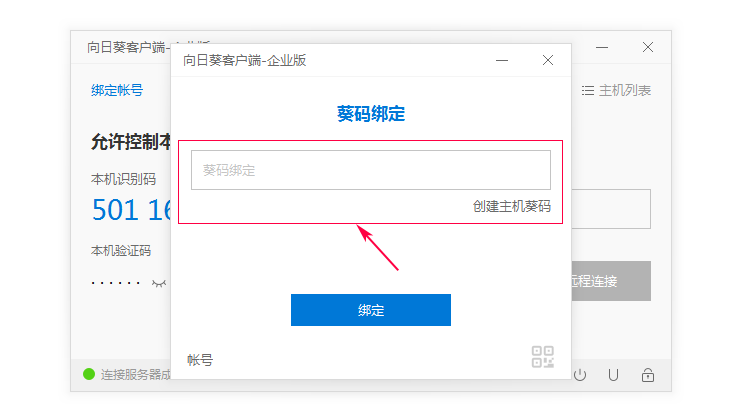 向日葵客户端-企业版
向日葵客户端-企业版
绑定帐号
主机列表
葵码绑定
允许控制本
葵码绑定
本机识别码
501 16
创建主机葵码
本机验证码
远程连接
绑定
帐号
连接服务器成